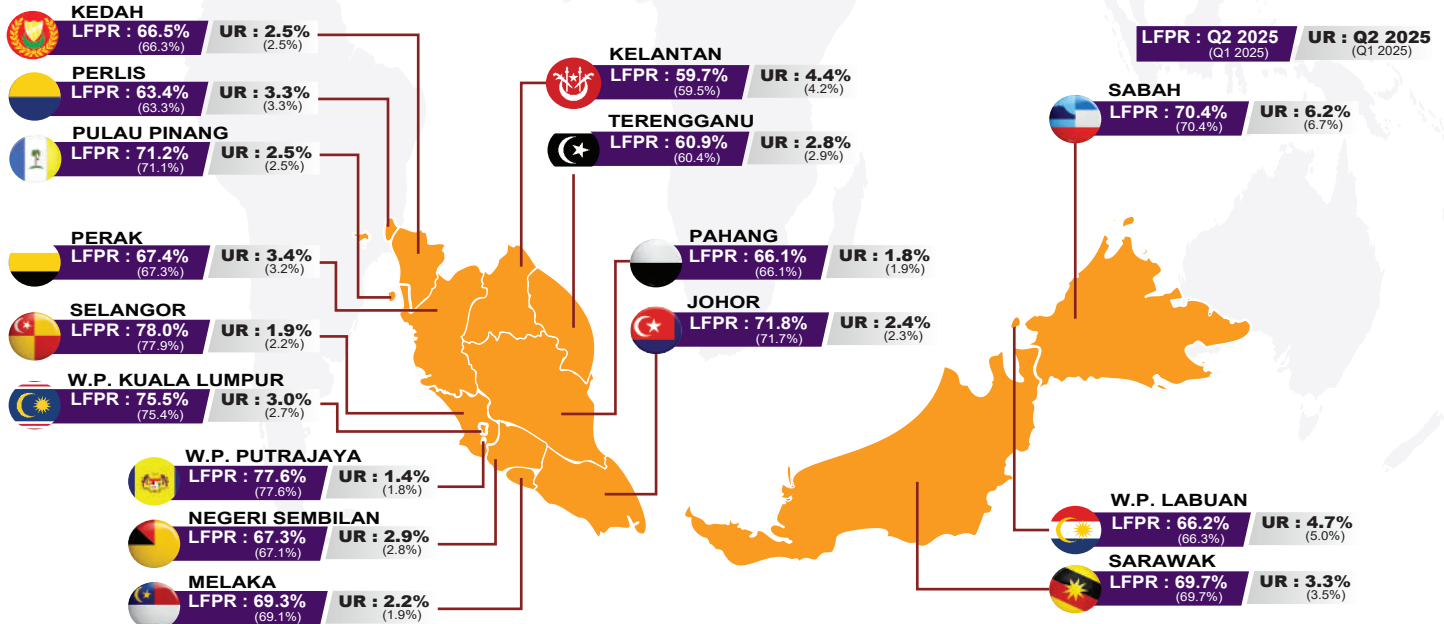 KEDAH
LFPR : 66.5% UR : 2.5%
(66.3%) (2.5%)
PERLIS
LFPR : 63.4% UR : 3.3%
(63.3%) (3.3%)
PULAU PINANG
LFPR : 71.2% UR : 2.5%
(71.1%) (2.5%)
PERAK
LFPR : 67.4% UR : 3.4%
(67.3%) (3.2%)
SELANGOR
LFPR : 78.0% UR : 1.9%
(77.9%) (2.2%)
W.P. KUALA LUMPUR
LFPR : 75.5% UR : 3.0%
(75.4%) (2.7%)
W.P. PUTRAJAYA
LFPR : 77.6% UR : 1.4%
(77.6%) (1.8%)
NEGERI SEMBILAN
LFPR : 67.3% UR : 2.9%
(67.1%) (2.8%)
MELAKA
LFPR : 69.3% UR : 2.2%
(69.1%) (1.9%)
KELANTAN
LFPR : 59.7% UR : 4.4%
(59.5%) (4.2%)
TERENGGANU
LFPR : 60.9% UR : 2.8%
(60.4%) (2.9%)
PAHANG
LFPR : 66.1% UR : 1.8%
(66.1%) (1.9%)
JOHOR
LFPR : 71.8% UR : 2.4%
(71.7%) (2.3%)
LFPR : Q2 2025 UR : Q2 2025
(Q1 2025) (Q1 2025)
SABAH
LFPR : 70.4% UR : 6.2%
(70.4%) (6.7%)
W.P. LABUAN
LFPR : 66.2% UR : 4.7%
(66.3%) (5.0%)
SARAWAK
LFPR : 69.7% UR : 3.3%
(69.7%) (3.5%)